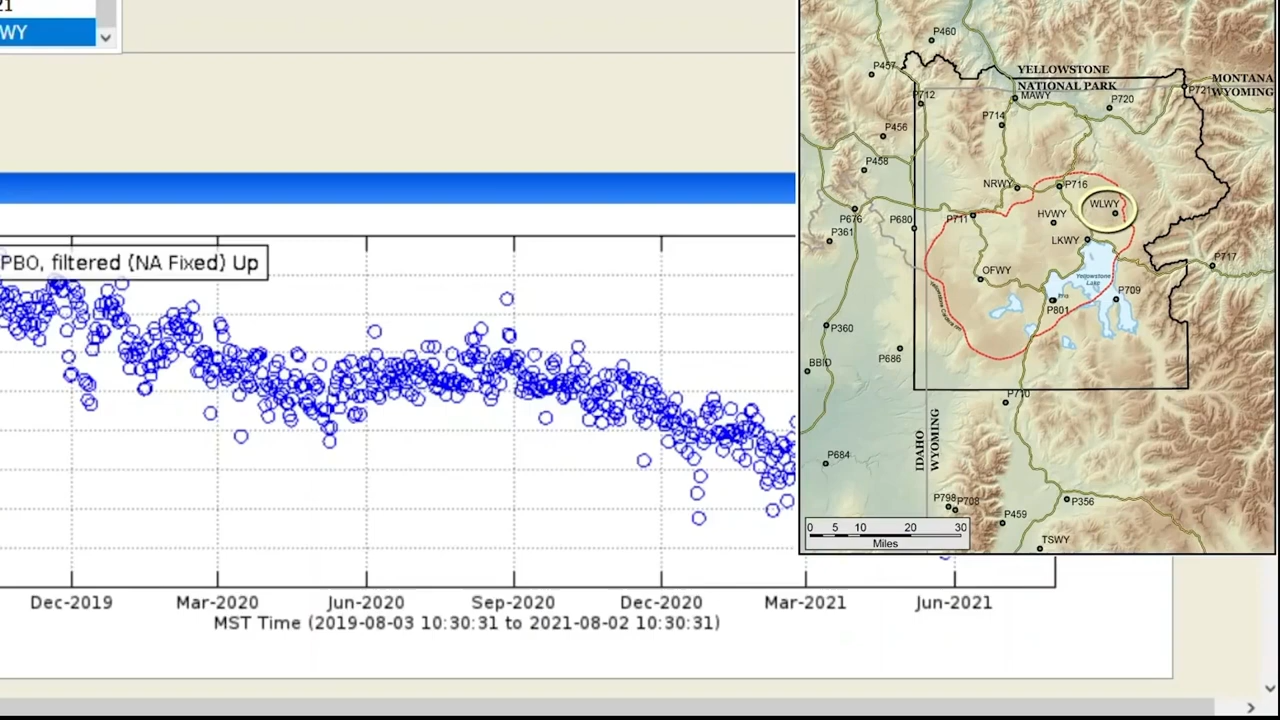 21
WY
PBO, filtered (NA Fixed) Up
Dec-2019 Mar-2020 Jun-2020 Sep-2020 Dec-2020 Mar-2021 Jun-2021
MST Time (2019-08-03 10:30:31 to 2021-08-02 10:30:31)
P460
P457
YELLOWSTONE
NATIONAL PARK
MONTANA
WYOMING
P721
P712
MAWY
P720
P714
P456
P458
NRWY
P716
WLWY
P676
P680
P711
HVWY
P361
LKWY
P717
OFWY
Yellowstone
Lake
P709
P801
P360
P686
BBID
P710
IDAHO
WYOMING
P684
P798
P708
P356
P459
TSWY
0 5 10 20 30
Miles